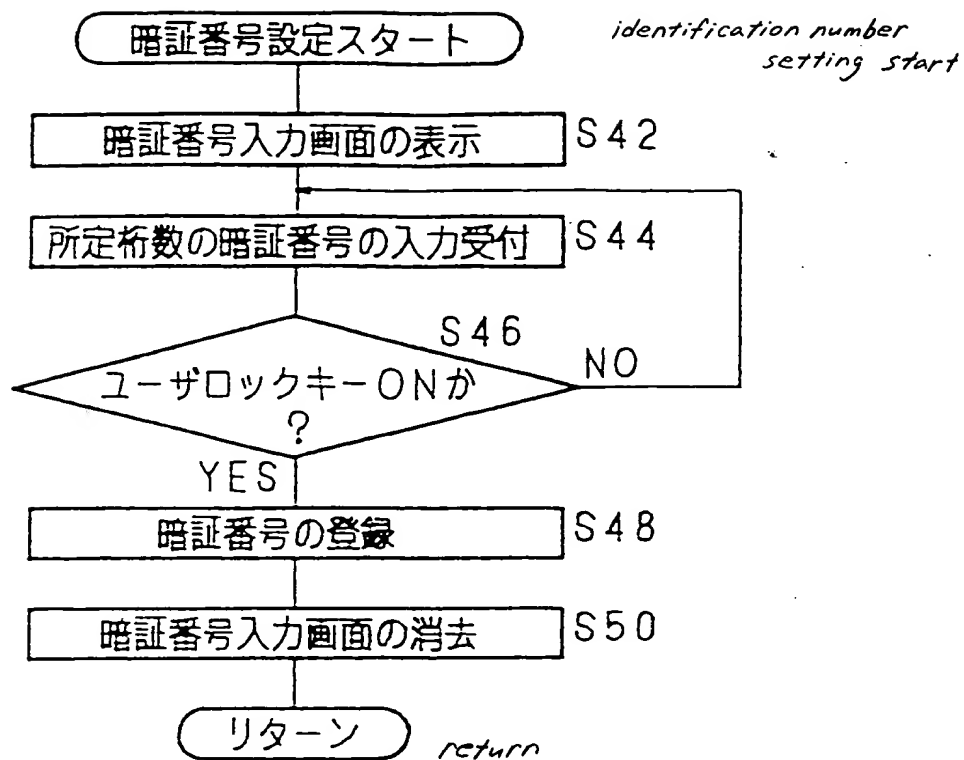 暗証番号設定スタート
identification number
setting start
暗証番号入力画面の表示
S42
所定桁数の暗証番号の入力受付
S44
S46
ユーザロックキーONか
?
NO
YES
暗証番号の登録
S48
暗証番号入力画面の消去
S50
リターン
return